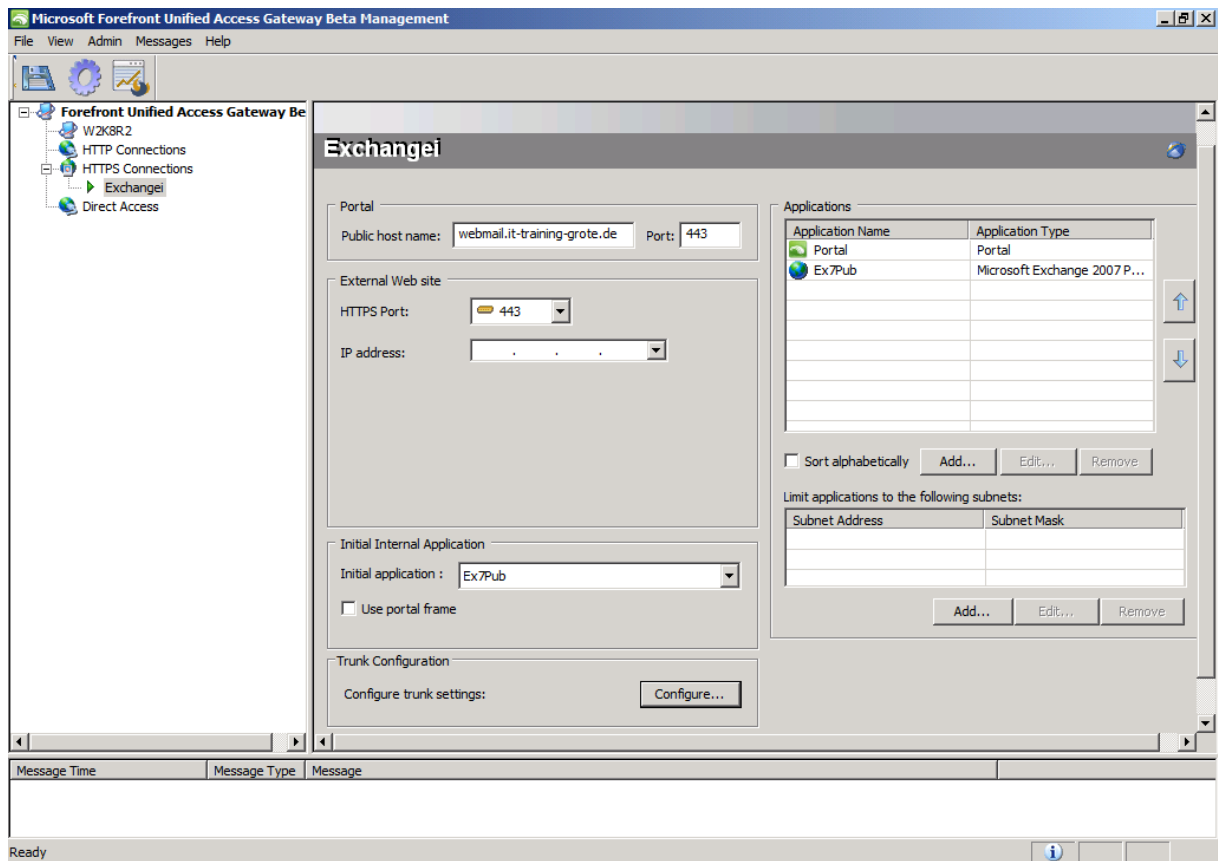 Microsoft Forefront Unified Access Gateway Beta Management
File View Admin Messages Help
Forefront Unified Access Gateway Be
W2K8R2
HTTP Connections
HTTPS Connections
Exchangei
Direct Access
Exchangei
Portal
Public host name: webmail.it-training-grote.de Port: 443
External Web site
HTTPS Port: 443
IP address: . . .
Initial Internal Application
Initial application : Ex7Pub
Use portal frame
Trunk Configuration
Configure trunk settings: Configure...
Applications
Application Name Application Type
Portal Portal
Ex7Pub Microsoft Exchange 2007 P...
Sort alphabetically Add... Edit... Remove
Limit applications to the following subnets:
Subnet Address Subnet Mask
Add... Edit... Remove
Message Time Message Type Message
Ready